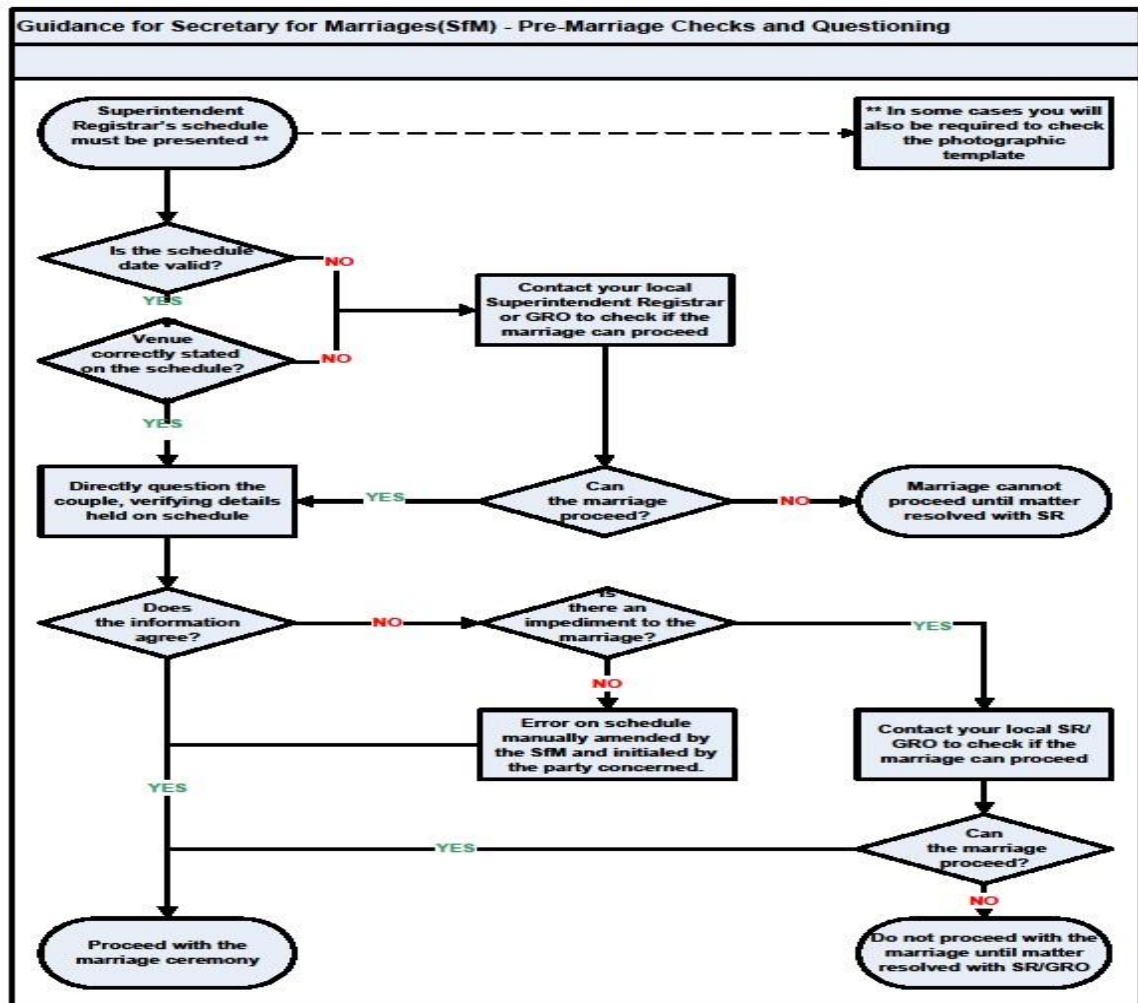 Guidance for Secretary for Marriages(SfM) - Pre-Marriage Checks and Questioning
Superintendent
Registrar's schedule
must be presented **
** In some cases you will
also be required to check
the photographic
template
Is the schedule
date valid?
NO
YES
Contact your local
Superintendent Registrar
or GRO to check if the
marriage can proceed
Venue
correctly stated
on the schedule?
NO
YES
Directly question the
couple, verifying details
held on schedule
YES
Can
the marriage
proceed?
NO
Marriage cannot
proceed until matter
resolved with SR
Does
the information
agree?
NO
Is
there an
impediment to the
marriage?
YES
NO
Error on schedule
manually amended by
the SfM and initialed by
the party concerned.
Contact your local SR/
GRO to check if the
marriage can proceed
YES
YES
Can
the marriage
proceed?
NO
Proceed with the
marriage ceremony
Do not proceed with the
marriage until matter
resolved with SR/GRO